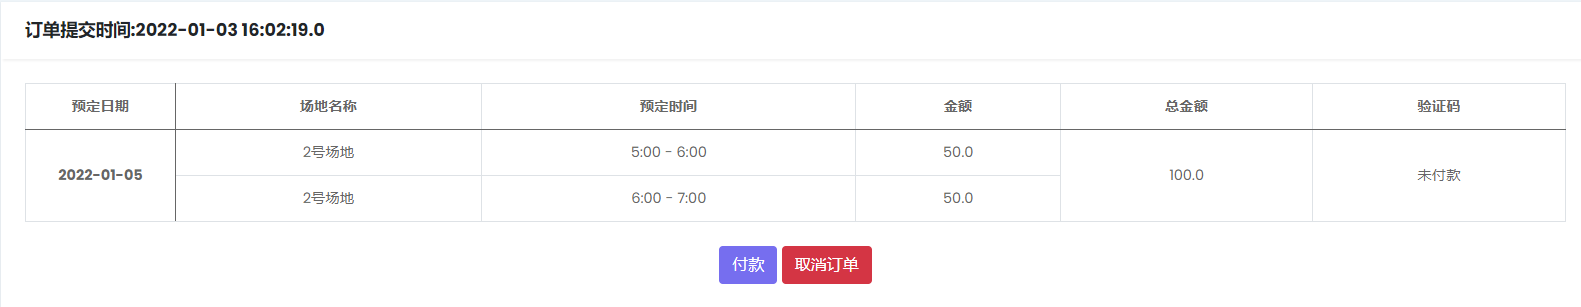 订单提交时间:2022-01-03 16:02:19.0
预定日期 场地名称 预定时间 金额 总金额 验证码
2022-01-05 2号场地 5:00 - 6:00 50.0 100.0 未付款
2号场地 6:00 - 7:00 50.0
付款 取消订单